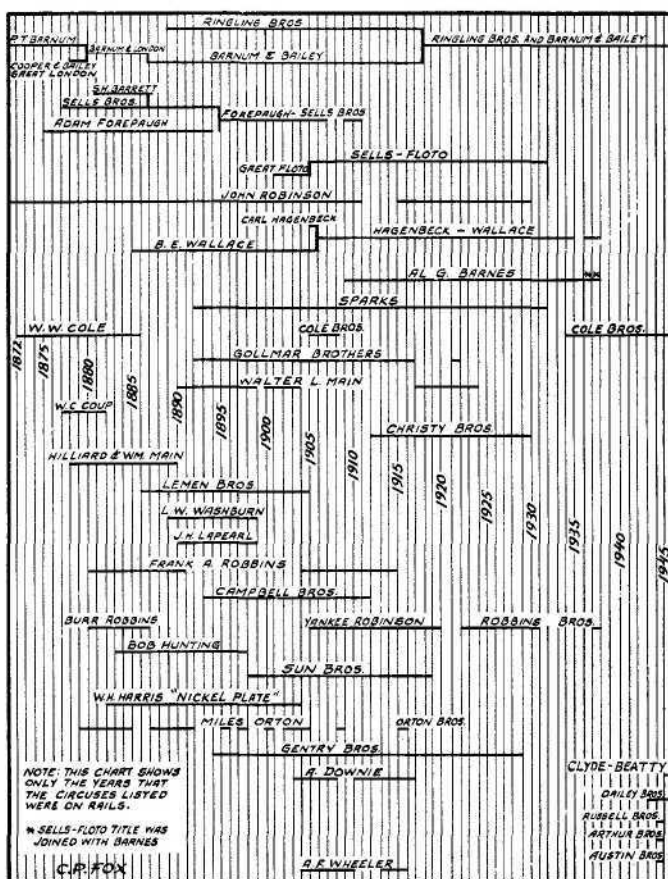 RINGLING BROS
P.T. BARNUM
BARNUM & LONDON
RINGLING BROS. AND BARNUM & BAILEY
COOPER & BAILEY
GREAT LONDON
BARNUM & BAILEY
S.H. BARRETT
SELLS BROS.
FOREPAUGH-SELLS BROS
ADAM FOREPAUGH
SELLS-FLOTO
GREAT FLOTO
JOHN ROBINSON
CARL HAGENBECK
HAGENBECK - WALLACE
B. E. WALLACE
AL G. BARNES
**
SPARKS
W.W. COLE
COLE BROS.
COLE BROS.
GOLLMAR BROTHERS
WALTER L. MAIN
1872
1875
1880
1885
1890
1895
1900
1905
1910
1915
1920
1925
1930
1935
1940
1945
W.C. COUP
CHRISTY BROS.
HILLIARD & WM. MAIN
LEMEN BROS.
L.W. WASHBURN
J.H. LAPEARL
FRANK A. ROBBINS
CAMPBELL BROS.
BURR ROBBINS
YANKEE ROBINSON
ROBBINS BROS.
BOB HUNTING
SUN BROS.
W.H. HARRIS "NICKEL PLATE"
MILES ORTON
ORTON BROS.
GENTRY BROS.
A. DOWNIE
NOTE: THIS CHART SHOWS
ONLY THE YEARS THAT
THE CIRCUSES LISTED
WERE ON RAILS.
** SELLS-FLOTO TITLE WAS
JOINED WITH BARNES
C.P. FOX
CLYDE-BEATTY
DAILEY BROS.
RUSSELL BROS.
ARTHUR BROS.
AUSTIN BROS.
A.F. WHEELER